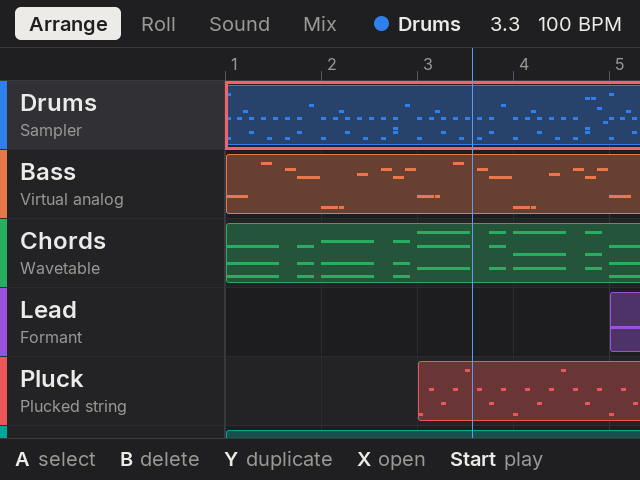 Arrange Roll Sound Mix Drums 3.3 100 BPM
1 2 3 4 5
Drums
Sampler
Bass
Virtual analog
Chords
Wavetable
Lead
Formant
Pluck
Plucked string
A select B delete Y duplicate X open Start play